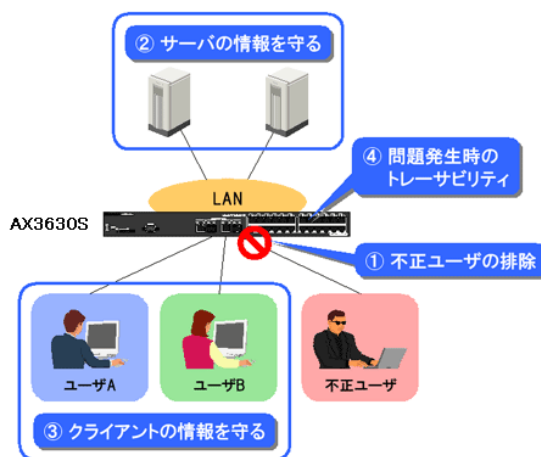 ② サーバの情報を守る
④ 問題発生時の
トレーサビリティ
LAN
AX3630S
① 不正ユーザの排除
ユーザA
ユーザB
不正ユーザ
③ クライアントの情報を守る